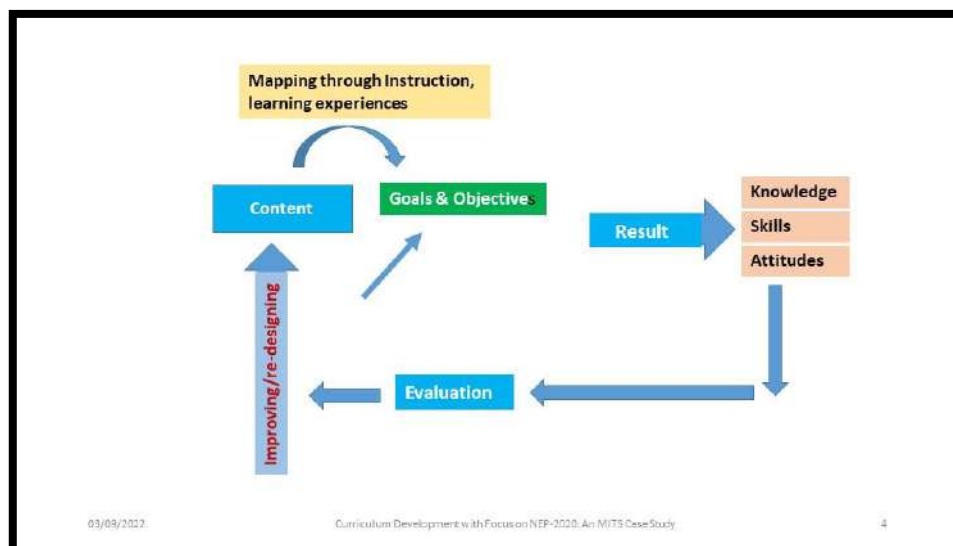 Mapping through Instruction,
learning experiences
Content
Goals & Objectives
Result
Knowledge
Skills
Attitudes
Improving/re-designing
Evaluation
03/09/2022
Curriculum Development with Focus on NEP-2020: An MITS Case Study
4